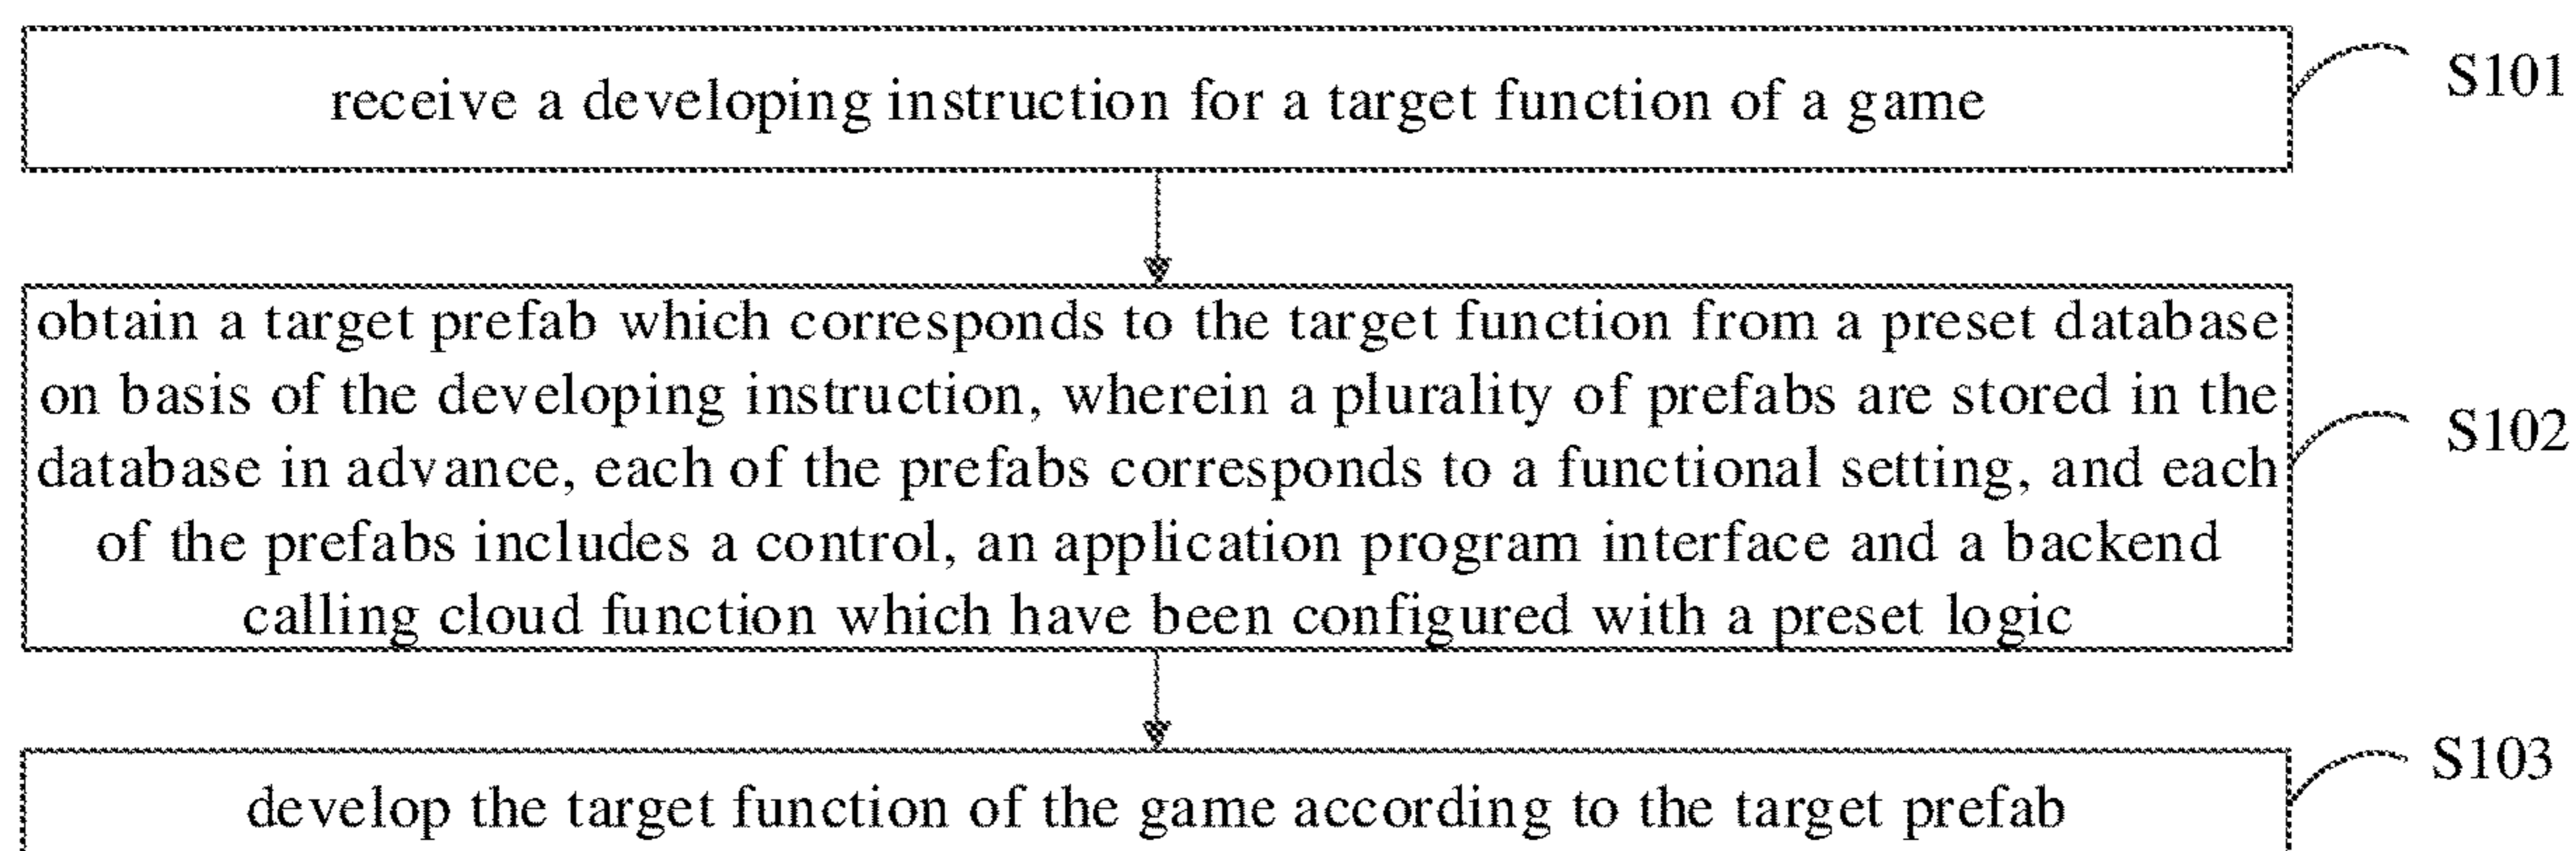 receive a developing instruction for a target function of a game
S101
obtain a target prefab which corresponds to the target function from a preset database
on basis of the developing instruction, wherein a plurality of prefabs are stored in the
database in advance, each of the prefabs corresponds to a functional setting, and each
of the prefabs includes a control, an application program interface and a backend
calling cloud function which have been configured with a preset logic
S102
develop the target function of the game according to the target prefab
S103